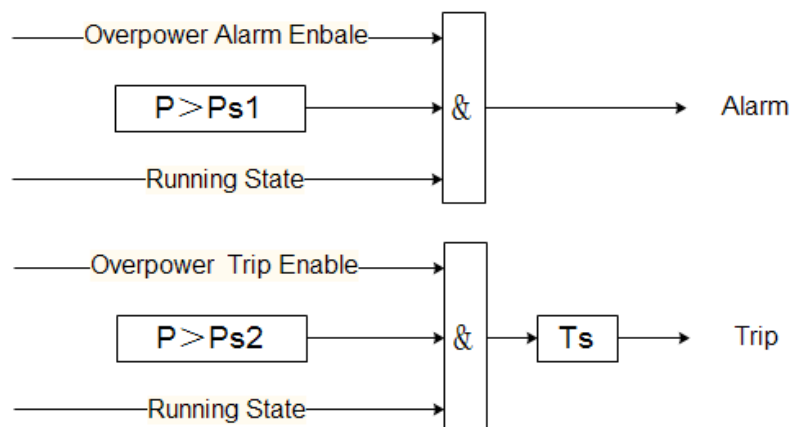 Overpower Alarm Enbale
P＞Ps1
&
Alarm
Running State
Overpower Trip Enable
P＞Ps2
&
Ts
Trip
Running State